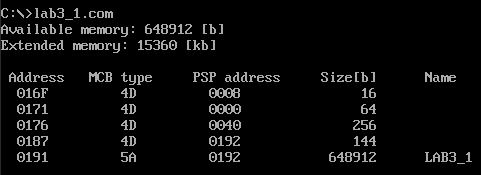 C:\>lab3_1.com
Available memory: 648912 [b]
Extended memory: 15360 [kb]
Address MCB type PSP address Size[b] Name
016F 4D 0008 16
0171 4D 0000 64
0176 4D 0040 256
0187 4D 0192 144
0191 5A 0192 648912 LAB3_1